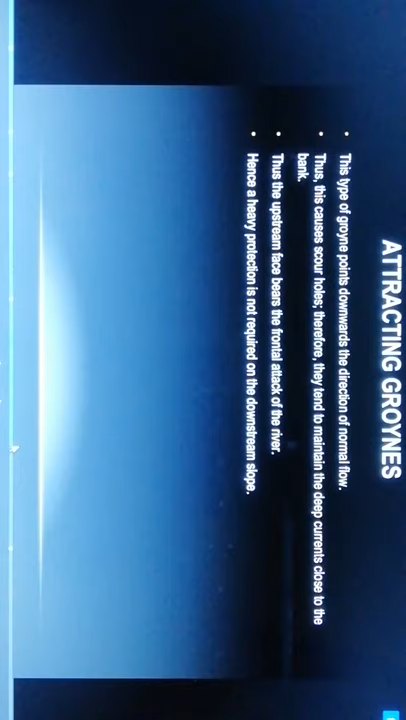 ATTRACTING GROYNES
• This type of groyne points downwards the direction of normal flow.
• Thus, this causes scour holes; therefore, they tend to maintain the deep currents close to the
bank.
• Thus the upstream face bears the frontal attack of the river.
• Hence a heavy protection is not required on the downstream slope.